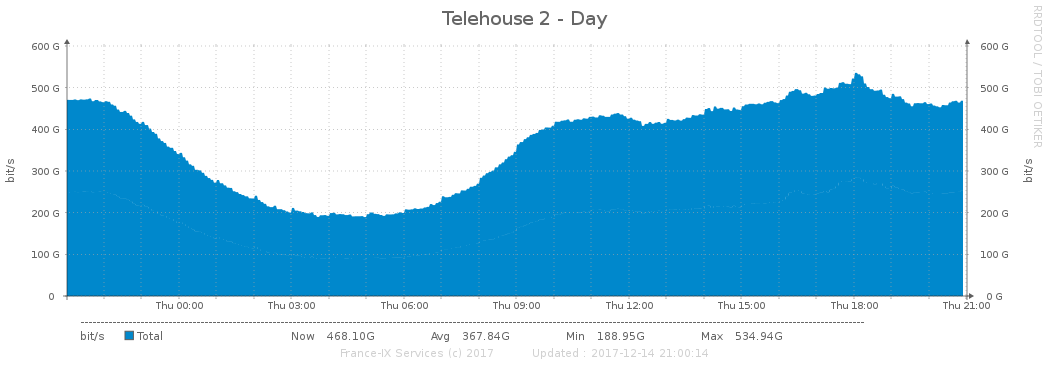 Telehouse 2 - Day
RRDTOOL / TOBI OETIKER
bit/s
600 G 600 G
500 G 500 G
400 G 400 G
300 G 300 G
200 G 200 G
100 G 100 G
0 0 G
bit/s
Thu 00:00 Thu 03:00 Thu 06:00 Thu 09:00 Thu 12:00 Thu 15:00 Thu 18:00 Thu 21:00
bit/s Total Now 468.10G Avg 367.84G Min 188.95G Max 534.94G
France-IX Services (c) 2017 Updated : 2017-12-14 21:00:14